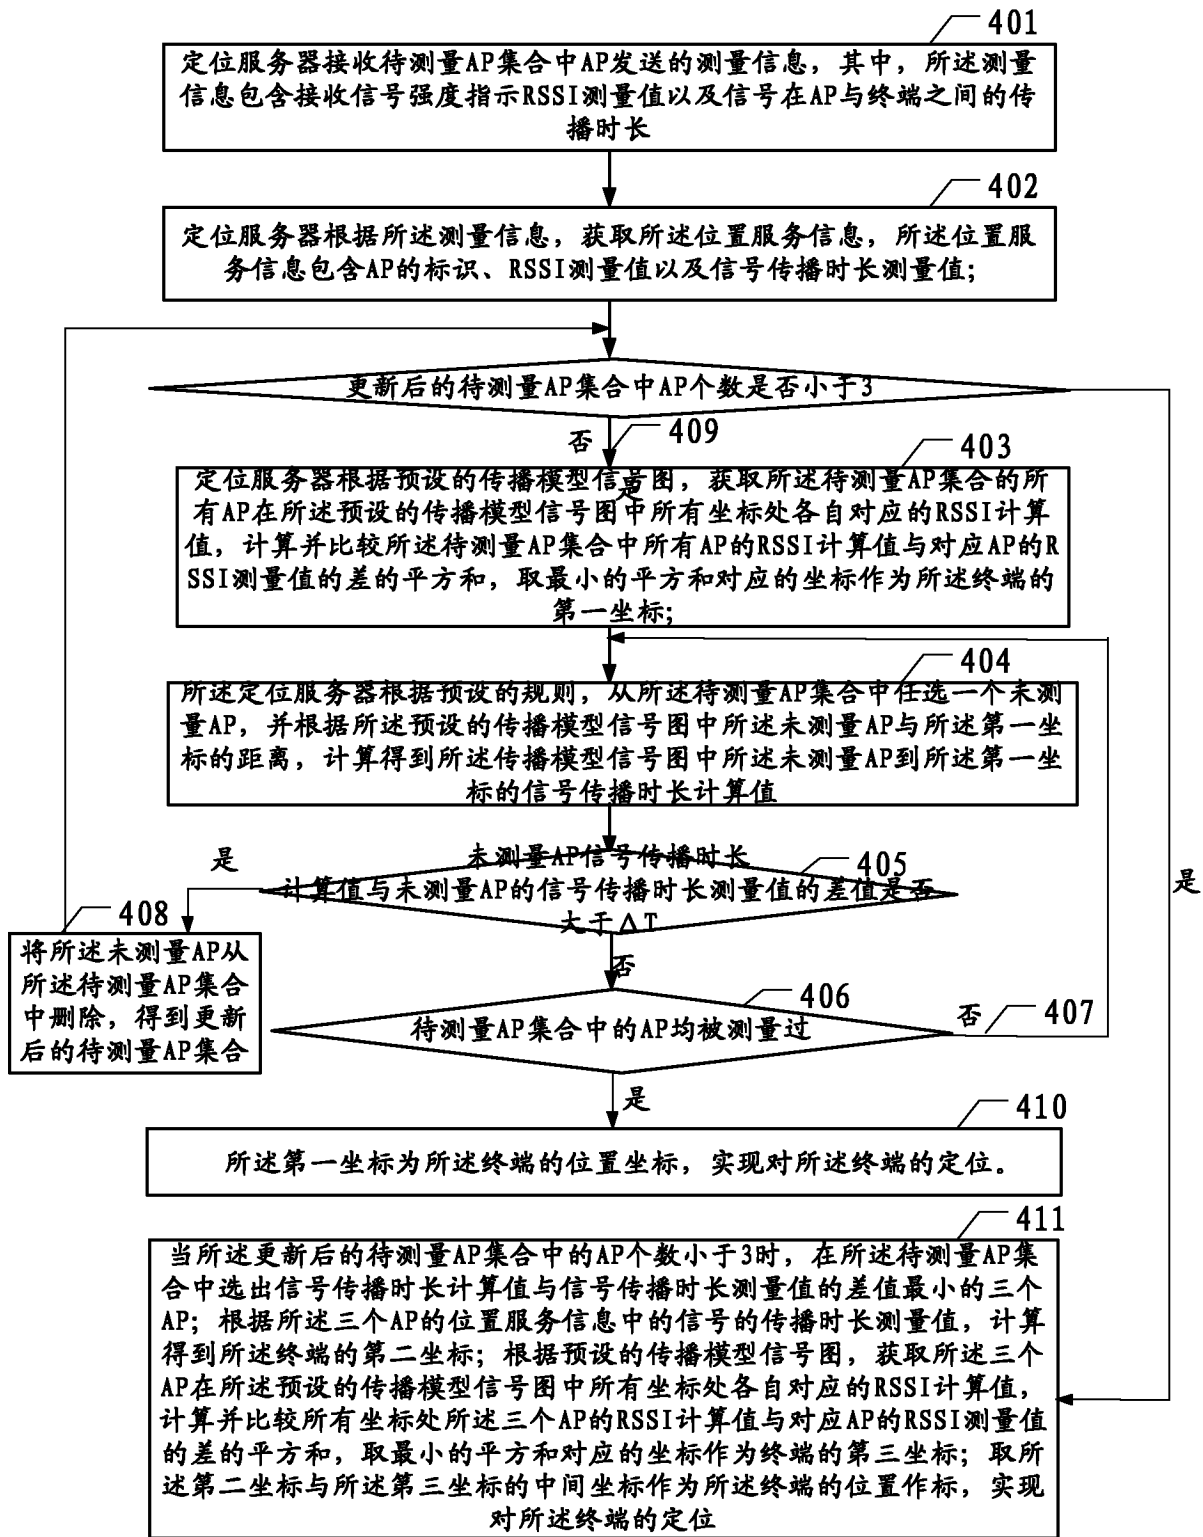 401
定位服务器接收待测量AP集合中AP发送的测量信息，其中，所述测量
信息包含接收信号强度指示RSSI测量值以及信号在AP与终端之间的传
播时长
402
定位服务器根据所述测量信息，获取所述位置服务信息，所述位置服
务信息包含AP的标识、RSSI测量值以及信号传播时长测量值；
更新后的待测量AP集合中AP个数是否小于3
否
409
403
定位服务器根据预设的传播模型信号图，获取所述待测量AP集合的所
是
有AP在所述预设的传播模型信号图中所有坐标处各自对应的RSSI计算
值，计算并比较所述待测量AP集合中所有AP的RSSI计算值与对应AP的R
SSI测量值的差的平方和，取最小的平方和对应的坐标作为所述终端的
第一坐标；
404
所述定位服务器根据预设的规则，从所述待测量AP集合中任选一个未测
量AP，并根据所述预设的传播模型信号图中所述未测量AP与所述第一坐
标的距离，计算得到所述传播模型信号图中所述未测量AP到所述第一坐
标的信号传播时长计算值
是
未测量AP信号传播时长
405
计算值与未测量AP的信号传播时长测量值的差值是否
大于ΔT
是
408
将所述未测量AP从
所述待测量AP集合
中删除，得到更新
后的待测量AP集合
否
406
待测量AP集合中的AP均被测量过
否
407
是
410
所述第一坐标为所述终端的位置坐标，实现对所述终端的定位。
411
当所述更新后的待测量AP集合中的AP个数小于3时，在所述待测量AP集
合中选出信号传播时长计算值与信号传播时长测量值的差值最小的三个
AP；根据所述三个AP的位置服务信息中的信号的传播时长测量值，计算
得到所述终端的第二坐标；根据预设的传播模型信号图，获取所述三个
AP在所述预设的传播模型信号图中所有坐标处各自对应的RSSI计算值，
计算并比较所有坐标处所述三个AP的RSSI计算值与对应AP的RSSI测量值
的差的平方和，取最小的平方和对应的坐标作为终端的第三坐标；取所
述第二坐标与所述第三坐标的中间坐标作为所述终端的位置作标，实现
对所述终端的定位